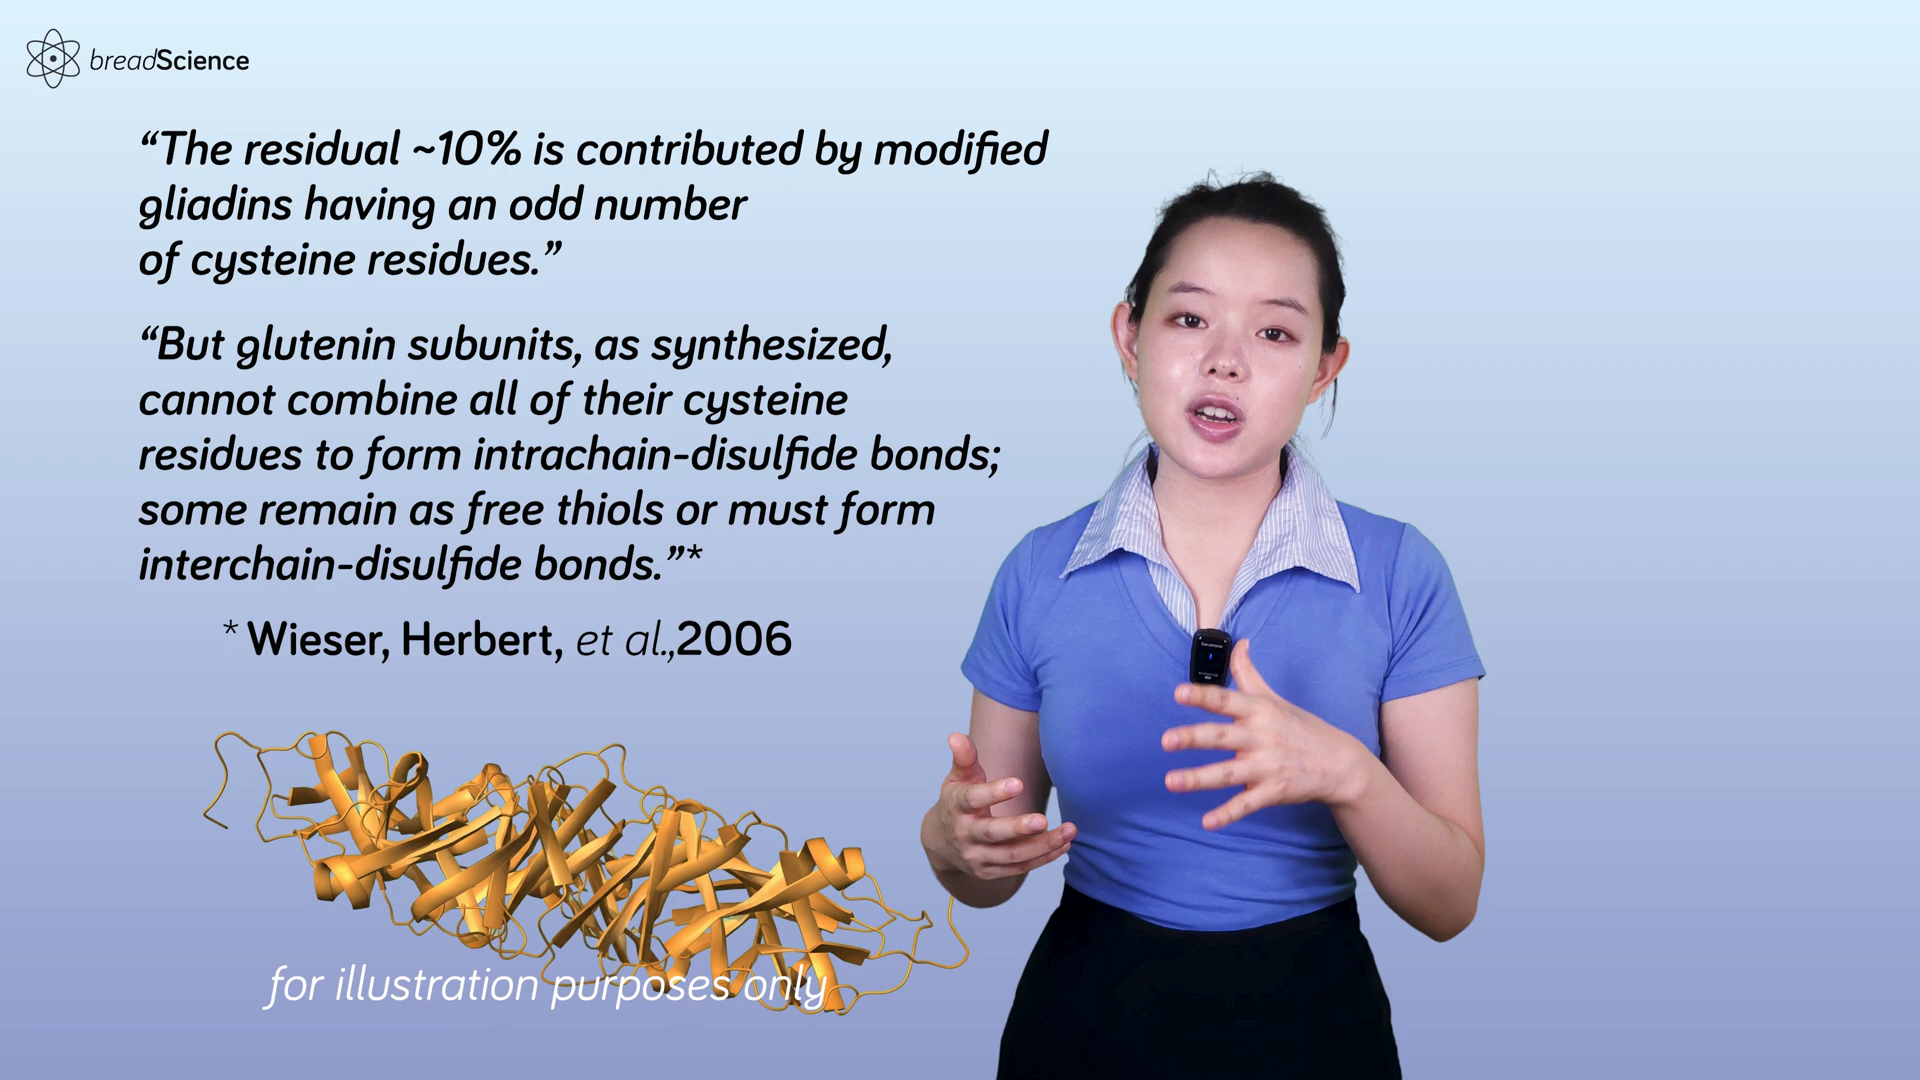 breadScience
“The residual ~10% is contributed by modified
gliadins having an odd number
of cysteine residues.”
“But glutenin subunits, as synthesized,
cannot combine all of their cysteine
residues to form intrachain-disulfide bonds;
some remain as free thiols or must form
interchain-disulfide bonds.”*
* Wieser, Herbert, et al.,2006
for illustration purposes only